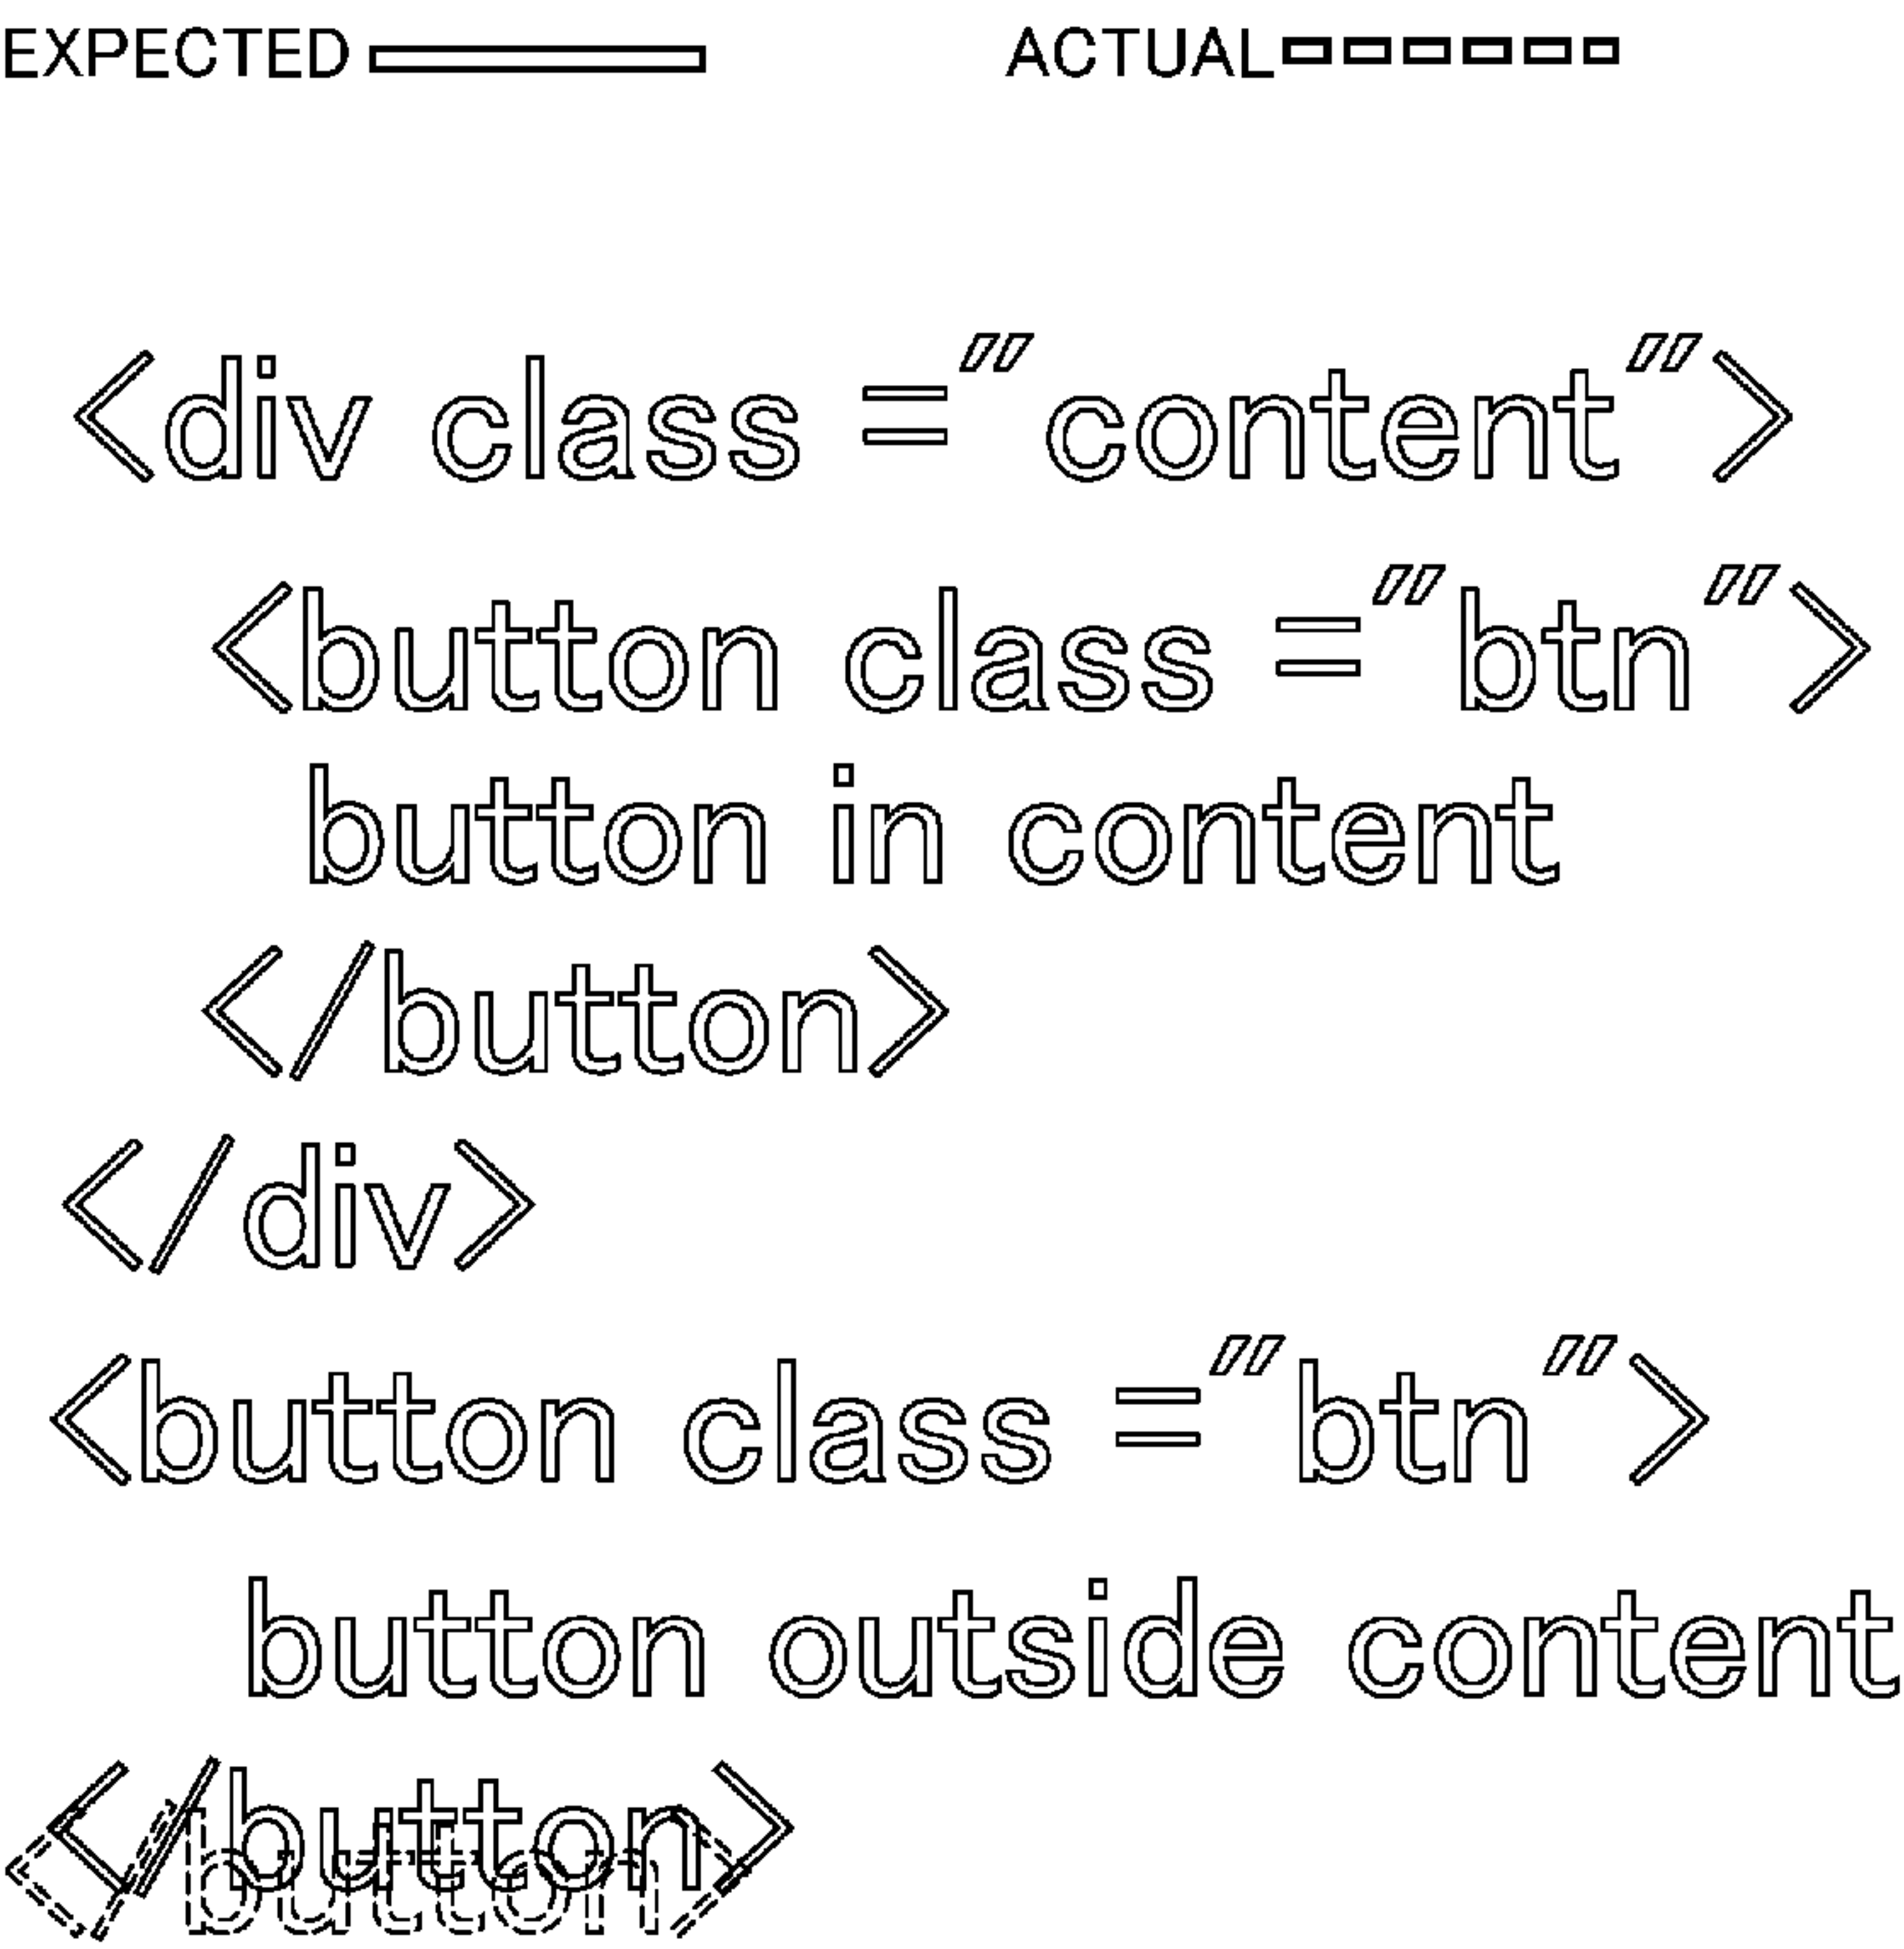 EXPECTED ACTUAL
<div class ="content">
<button class ="btn">
button in content
</button>
</div>
<button class ="btn">
button outside content
</button>
</button>